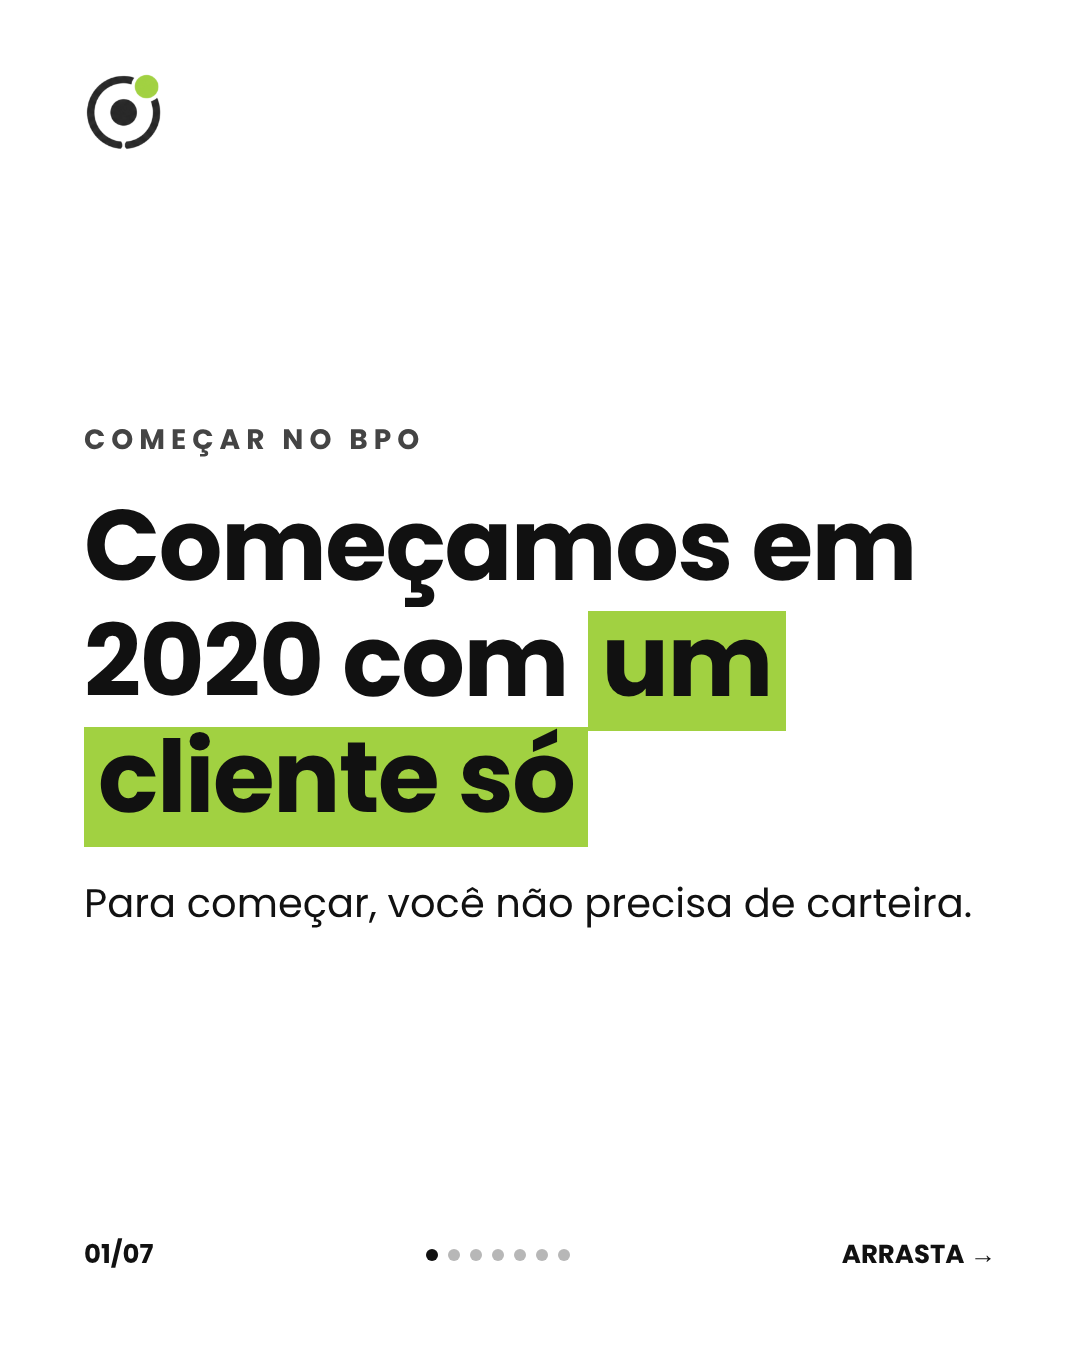 COMEÇAR NO BPO
Começamos em
2020 com um
cliente só
Para começar, você não precisa de carteira.
01/07
ARRASTA →